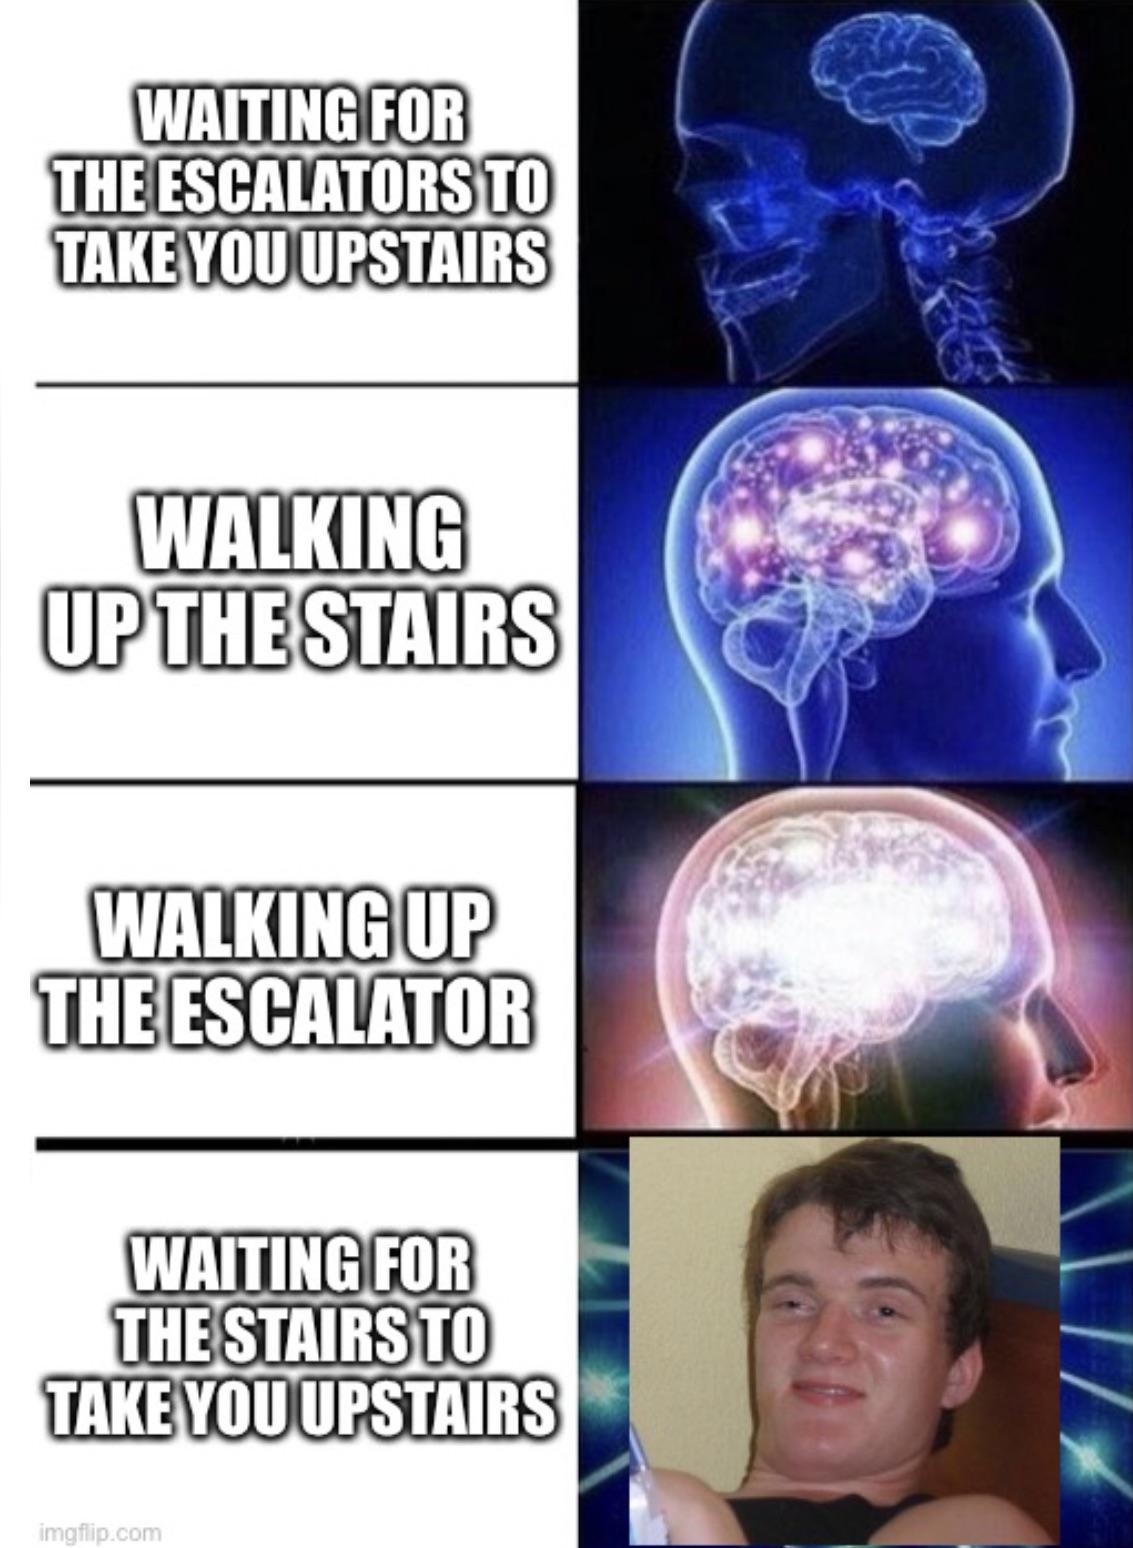 WAITING FOR
THE ESCALATORS TO
TAKE YOU UPSTAIRS
WALKING
UP THE STAIRS
WALKING UP
THE ESCALATOR
WAITING FOR
THE STAIRS TO
TAKE YOU UPSTAIRS
imgflip.com